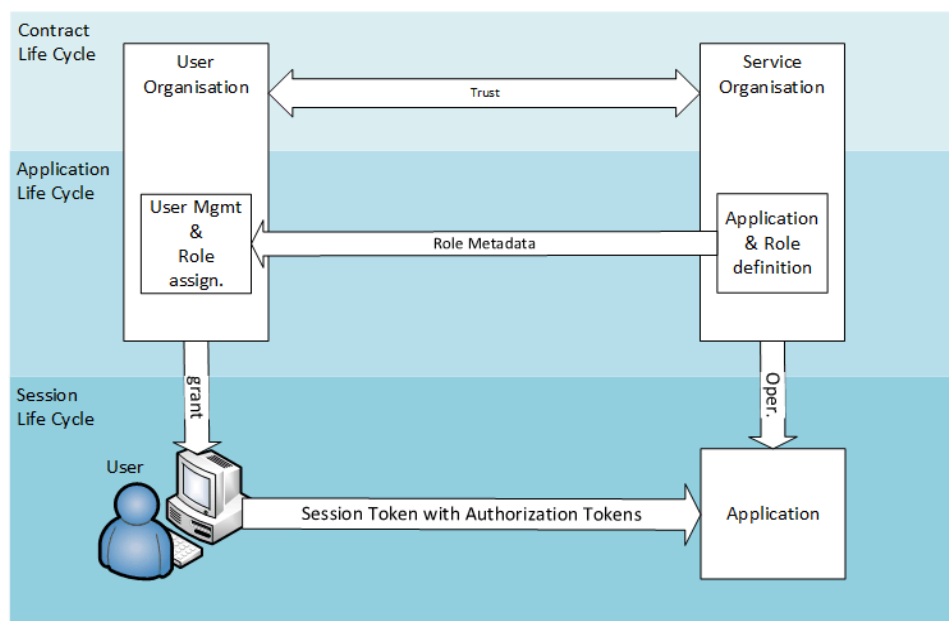 Contract
Life Cycle
User
Organisation
Service
Organisation
Trust
Application
Life Cycle
User Mgmt
&
Role
assign.
Role Metadata
Application
& Role
definition
grant
Oper.
Session
Life Cycle
User
Session Token with Authorization Tokens
Application